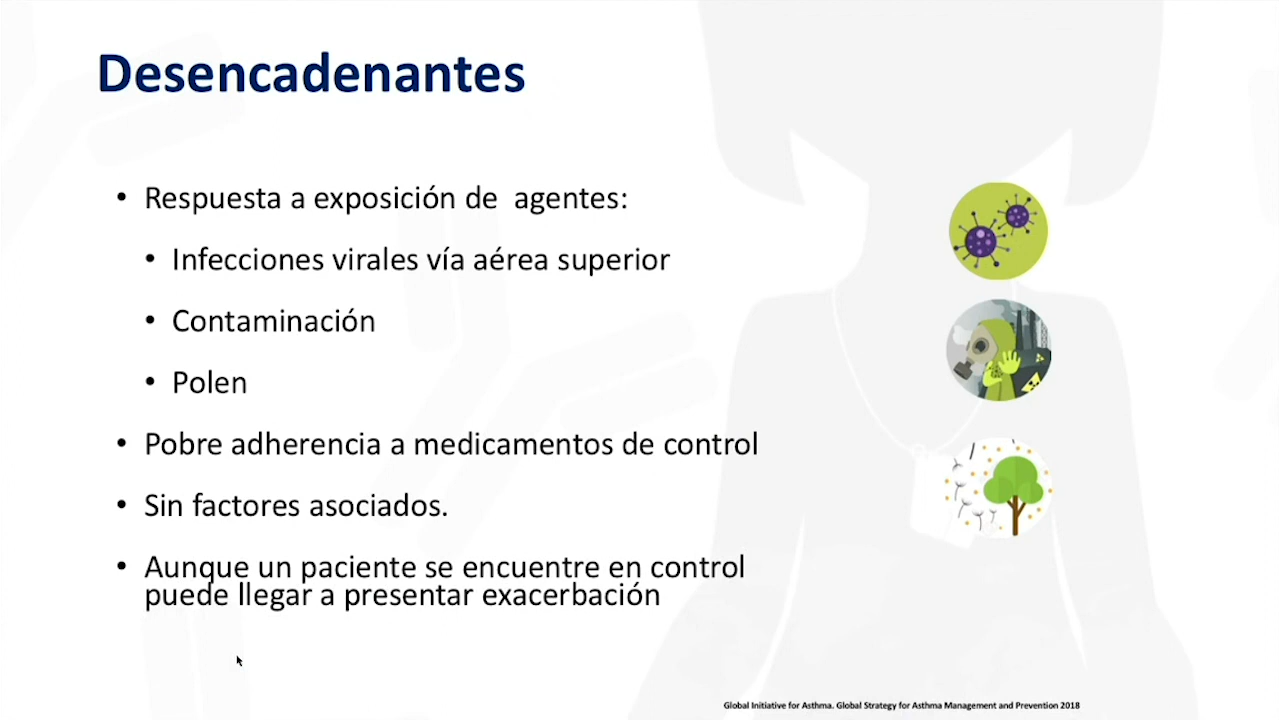 Desencadenantes
• Respuesta a exposición de agentes:
• Infecciones virales vía aérea superior
• Contaminación
• Polen
• Pobre adherencia a medicamentos de control
• Sin factores asociados.
• Aunque un paciente se encuentre en control
puede llegar a presentar exacerbación
Global Initiative for Asthma. Global Strategy for Asthma Management and Prevention 2018